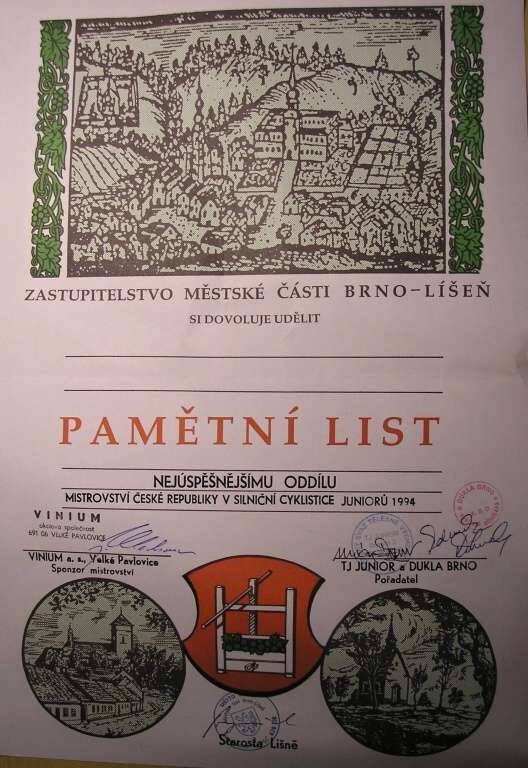 ZASTUPITELSTVO MĚSTSKÉ ČÁSTI BRNO-LÍŠEŇ
SI DOVOLUJE UDĚLIT
PAMĚTNÍ LIST
NEJÚSPĚŠNĚJŠÍMU ODDÍLU
MISTROVSTVÍ ČESKÉ REPUBLIKY V SILNIČNÍ CYKLISTICE JUNIORŮ 1994
VINIUM
akciová společnost
691 06 VELKÉ PAVLOVICE
VINIUM a. s., Velké Pavlovice
Sponzor mistrovství
DUKLA BRNO
TJ JUNIOR a DUKLA BRNO
Pořadatel
Starosta Líšně